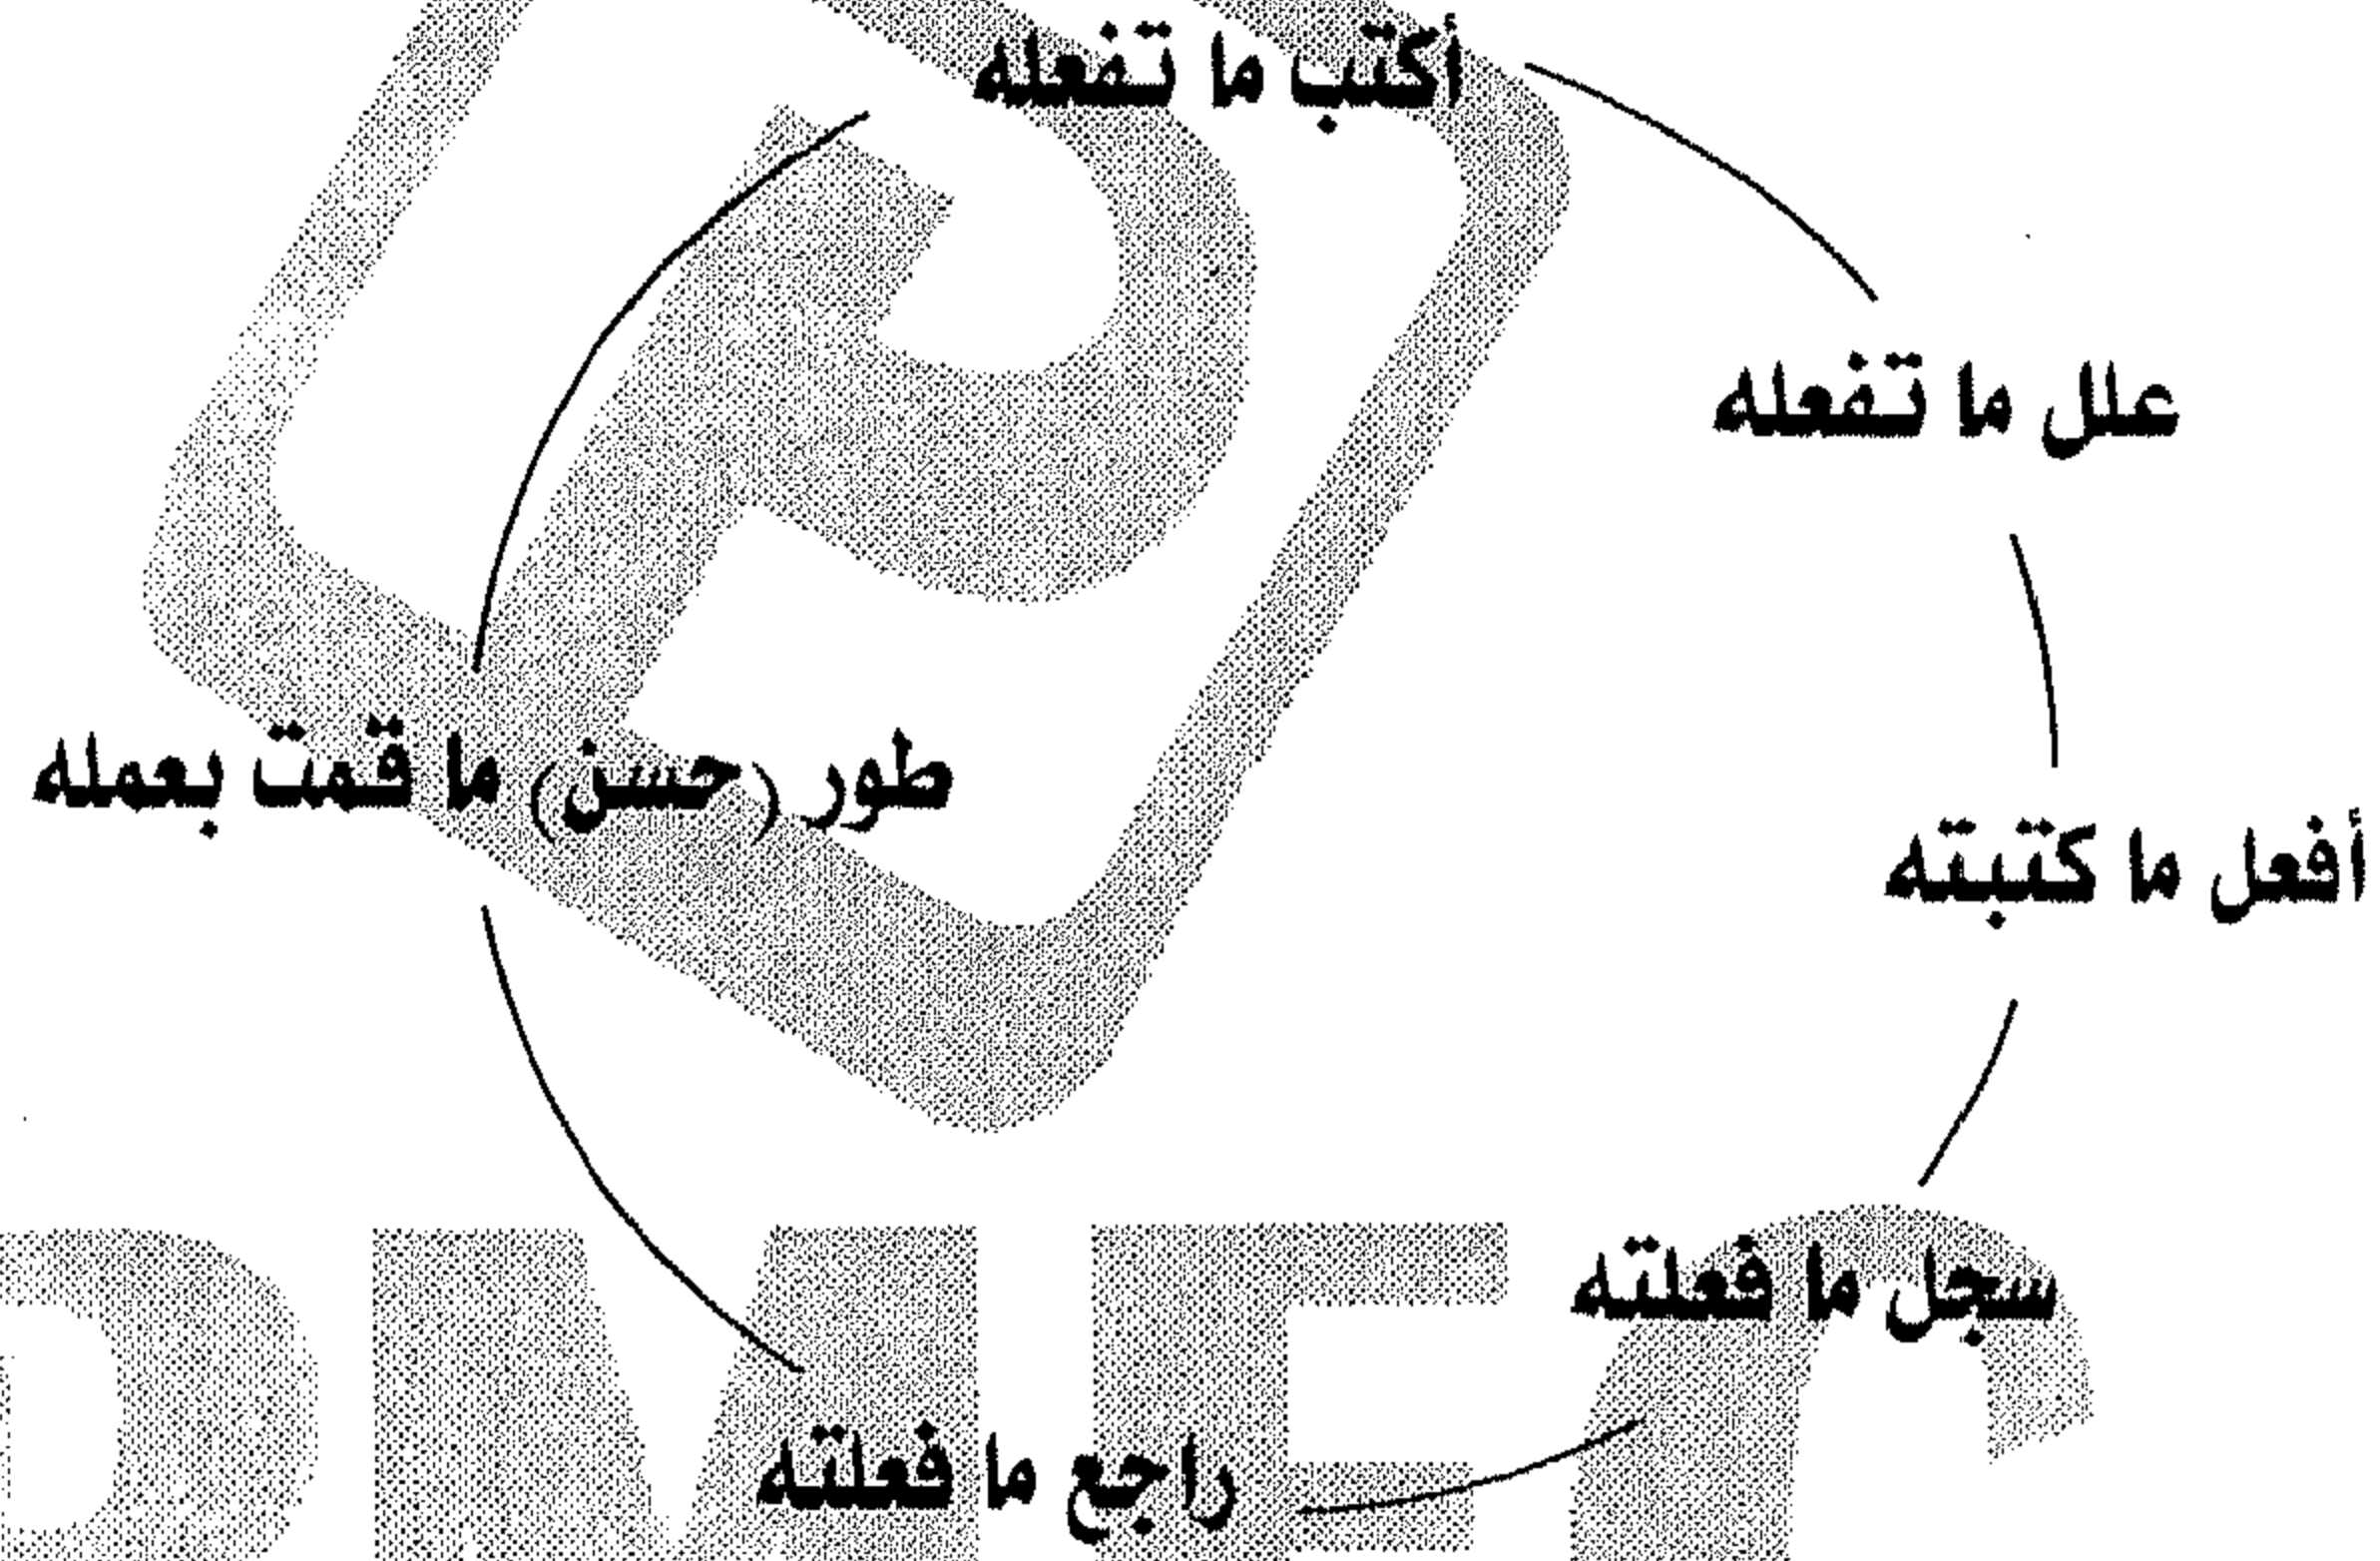 أكتب ما تفعله
علل ما تفعله
أفعل ما كتبته
سجل ما فعلته
راجع ما فعلته
طور (حسن) ما قمت بعمله